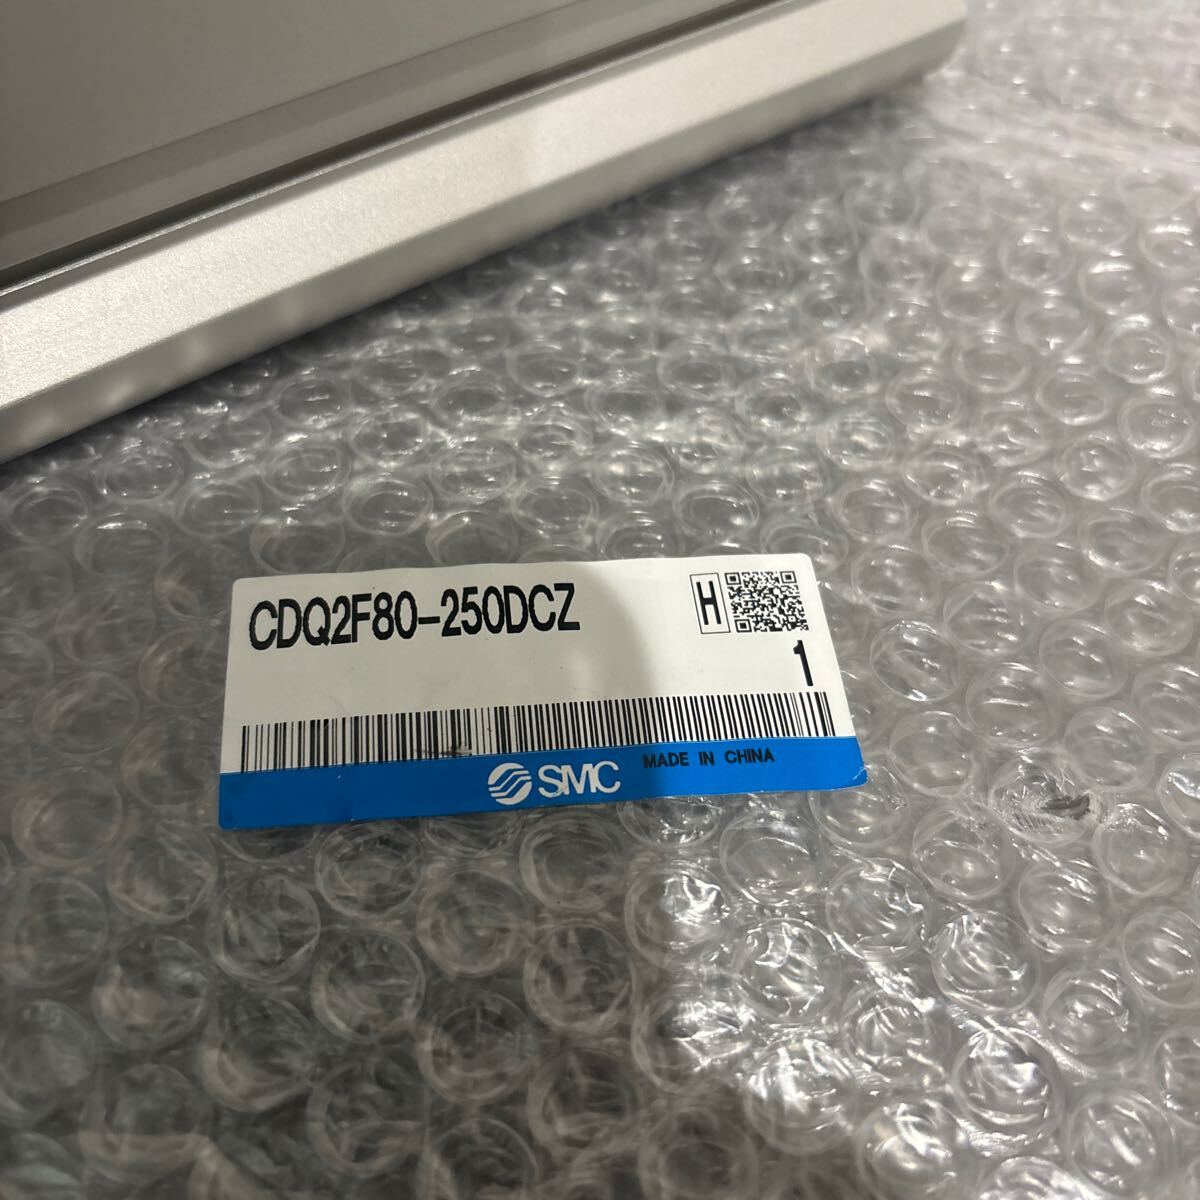 CDQ2F80-250DCZ
H
1
SMC MADE IN CHINA